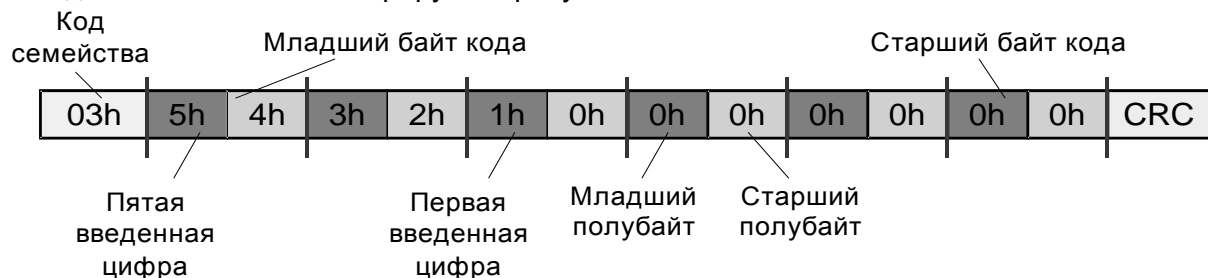 Код
семейства
Младший байт кода
Старший байт кода
03h 5h 4h 3h 2h 1h 0h 0h 0h 0h 0h 0h 0h CRC
Пятая
введенная
цифра
Первая
введенная
цифра
Младший
полубайт
Старший
полубайт